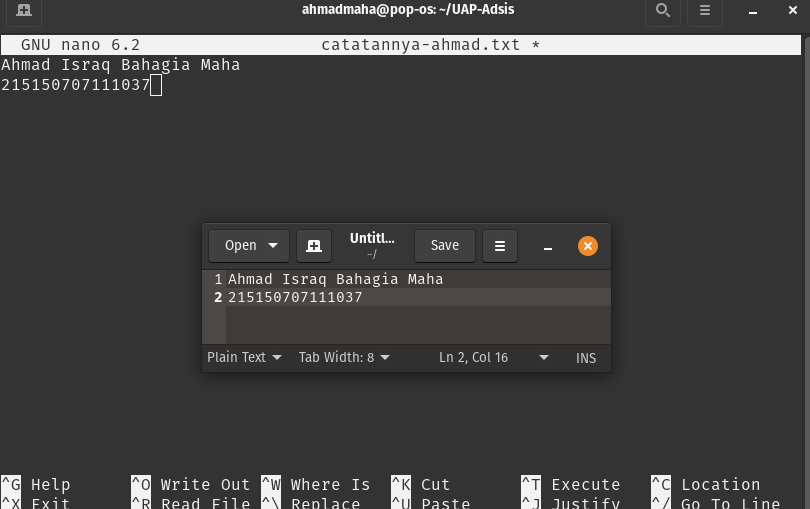 ahmadmaha@pop-os: ~/UAP-Adsis
GNU nano 6.2 catatannya-ahmad.txt *
Ahmad Israq Bahagia Maha
215150707111037
Open Untitl... Save
~/
1 Ahmad Israq Bahagia Maha
2 215150707111037
Plain Text Tab Width: 8 Ln 2, Col 16 INS
^G Help ^O Write Out ^W Where Is ^K Cut ^T Execute ^C Location
^X Exit ^R Read File ^\ Replace ^U Paste ^J Justify ^/ Go To Line